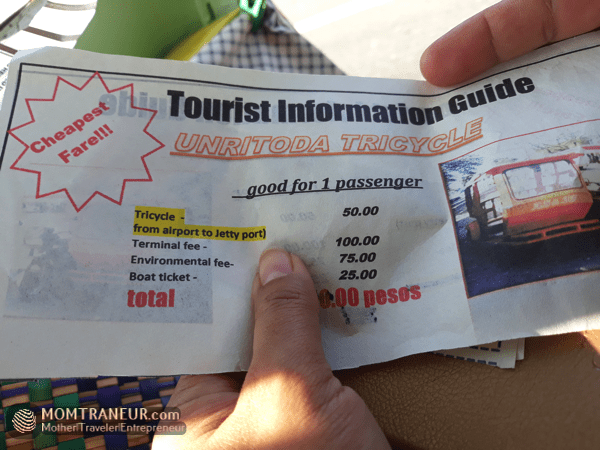 Tourist Information Guide
Cheapest
Fare!!!
UNRITODA TRICYCLE
good for 1 passenger
Tricycle - 50.00
from airport to Jetty port)
Terminal fee - 100.00
Environmental fee- 75.00
Boat ticket - 25.00
total .00 pesos
MOMTRANEUR.com
Mother|Traveler|Entrepreneur